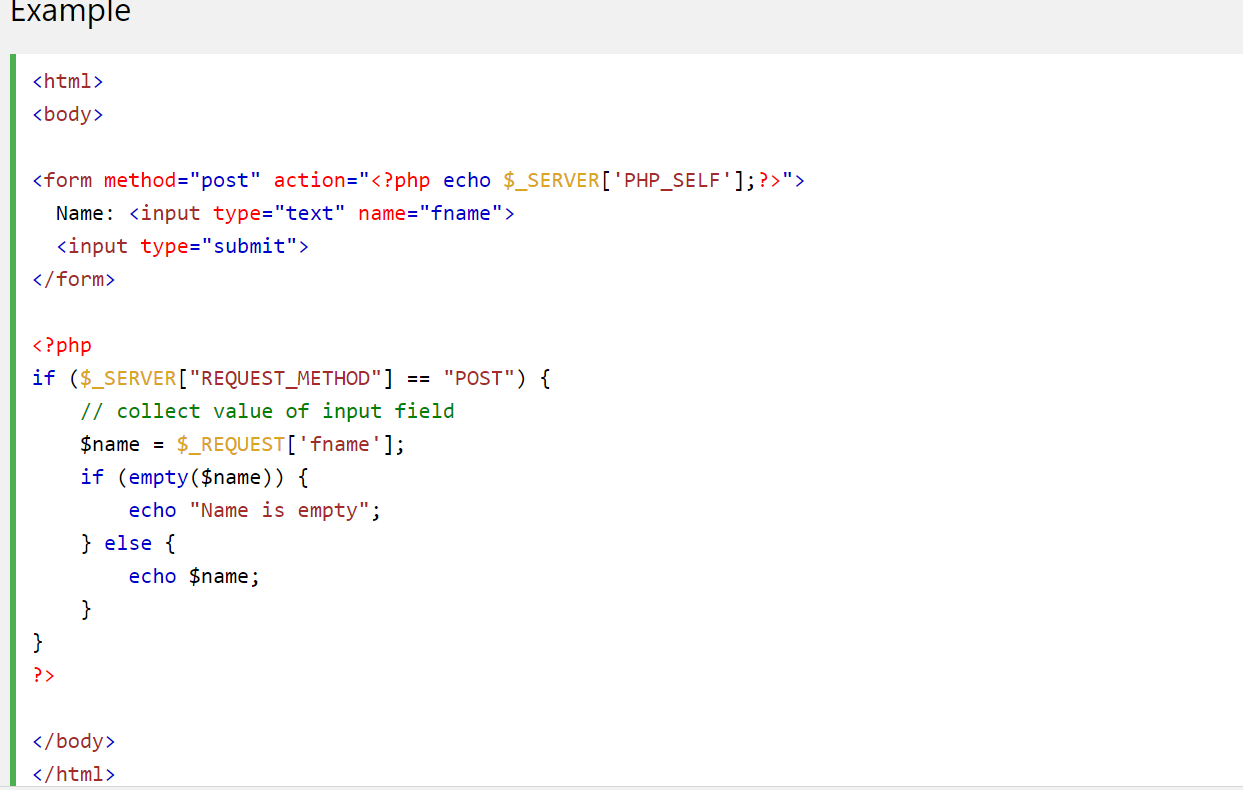 Example
<html>
<body>
<form method="post" action="<?php echo $_SERVER['PHP_SELF'];?>">
  Name: <input type="text" name="fname">
  <input type="submit">
</form>
<?php
if ($_SERVER["REQUEST_METHOD"] == "POST") {
    // collect value of input field
    $name = $_REQUEST['fname'];
    if (empty($name)) {
        echo "Name is empty";
    } else {
        echo $name;
    }
}
?>
</body>
</html>